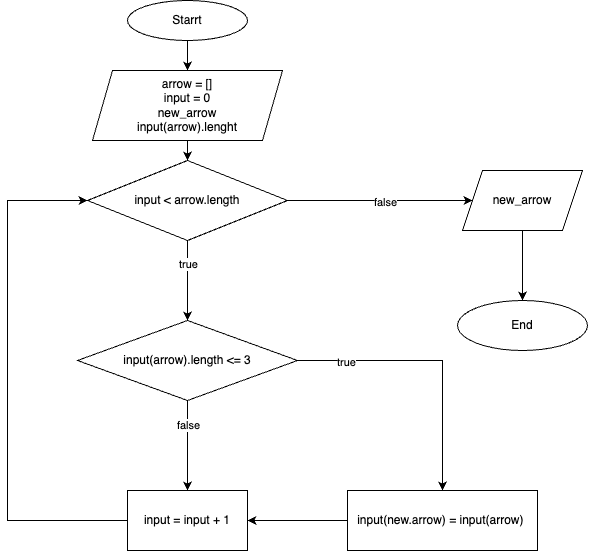 Starrt
arrow = []
input = 0
new_arrow
input(arrow).lenght
input < arrow.length
false
new_arrow
true
End
input(arrow).length <= 3
true
false
input = input + 1
input(new.arrow) = input(arrow)